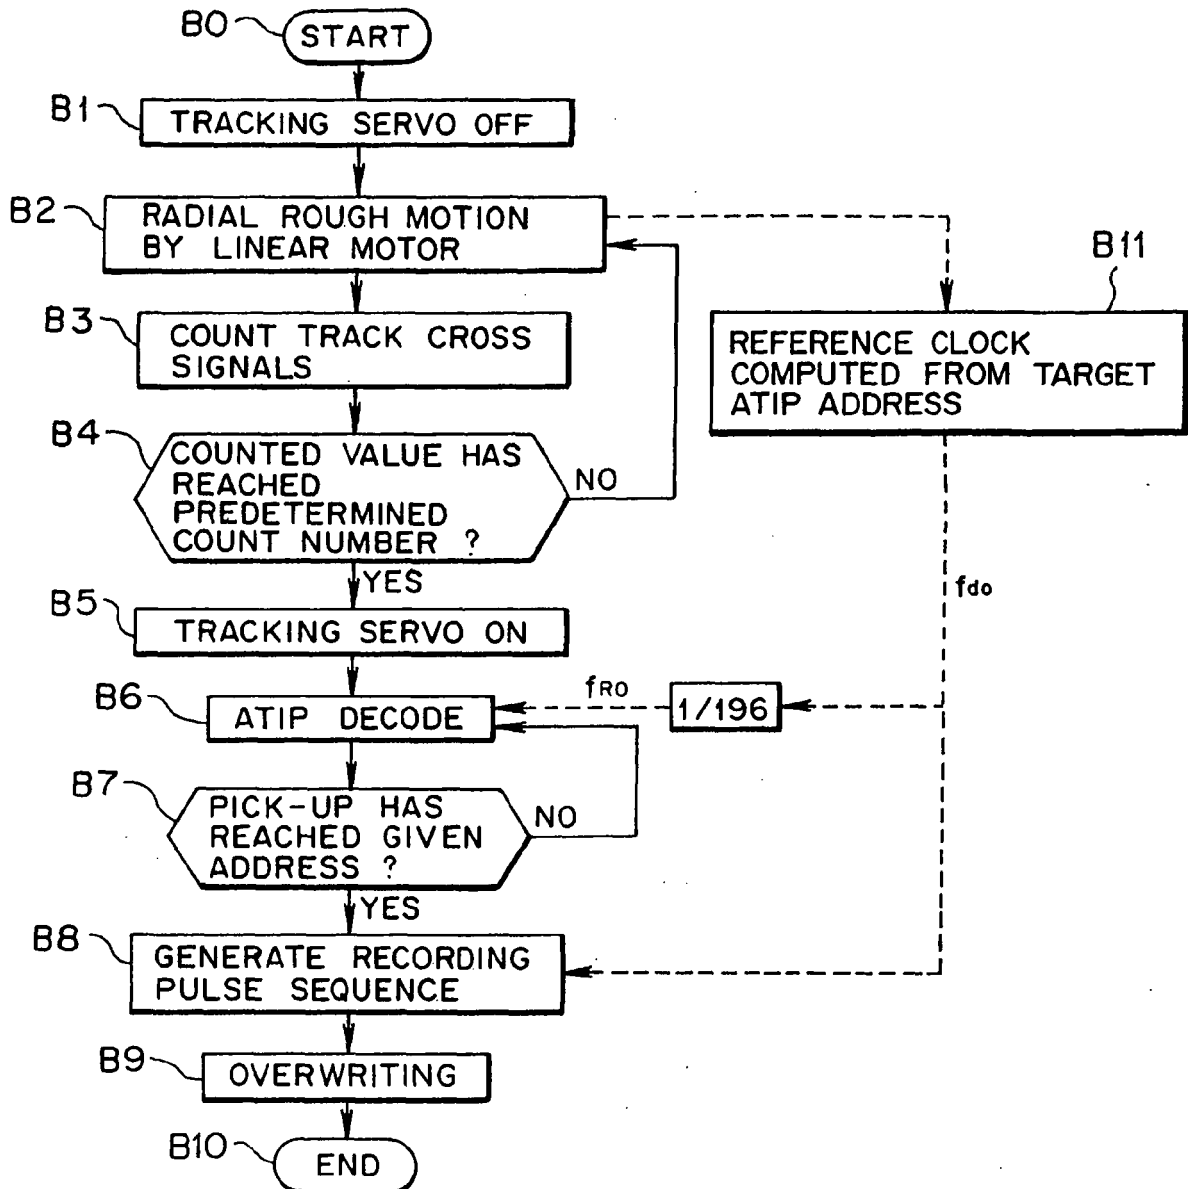 B0
START
B1
TRACKING SERVO OFF
B2
RADIAL ROUGH MOTION
BY LINEAR MOTOR
B11
REFERENCE CLOCK
COMPUTED FROM TARGET
ATIP ADDRESS
B3
COUNT TRACK CROSS
SIGNALS
B4
COUNTED VALUE HAS
REACHED
PREDETERMINED
COUNT NUMBER ?
NO
YES
fdo
B5
TRACKING SERVO ON
B6
ATIP DECODE
fRO
1/196
B7
PICK-UP HAS
REACHED GIVEN
ADDRESS ?
NO
YES
B8
GENERATE RECORDING
PULSE SEQUENCE
B9
OVERWRITING
B10
END